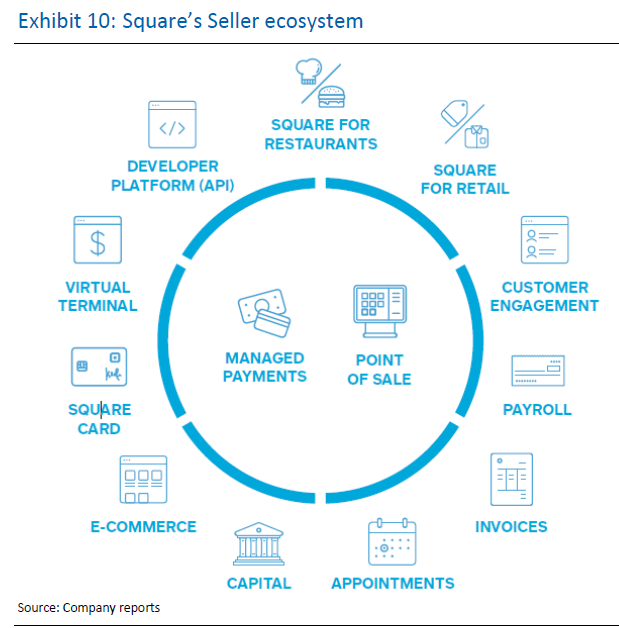 Exhibit 10: Square's Seller ecosystem
SQUARE FOR
RESTAURANTS
SQUARE
FOR RETAIL
CUSTOMER
ENGAGEMENT
PAYROLL
INVOICES
APPOINTMENTS
CAPITAL
E-COMMERCE
SQUARE
CARD
VIRTUAL
TERMINAL
DEVELOPER
PLATFORM (API)
</>
$
MANAGED
PAYMENTS
POINT
OF SALE
Source: Company reports